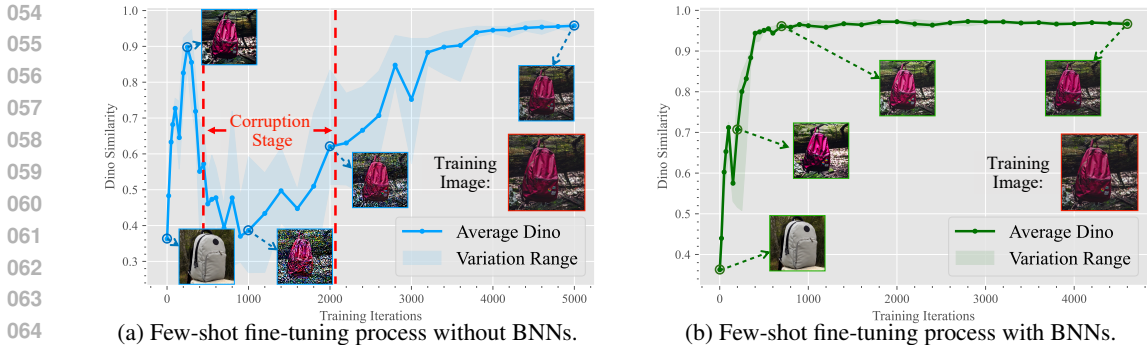 054
055
056
057
058
059
060
061
062
063
064
Dino Similarity
1.0
0.9
0.8
0.7
0.6
0.5
0.4
0.3
Corruption
Stage
Training
Image:
Average Dino
Variation Range
0 1000 2000 3000 4000 5000
Training Iterations
(a) Few-shot fine-tuning process without BNNs.
Dino Similarity
1.0
0.9
0.8
0.7
0.6
0.5
0.4
Training
Image:
Average Dino
Variation Range
0 1000 2000 3000 4000
Training Iterations
(b) Few-shot fine-tuning process with BNNs.